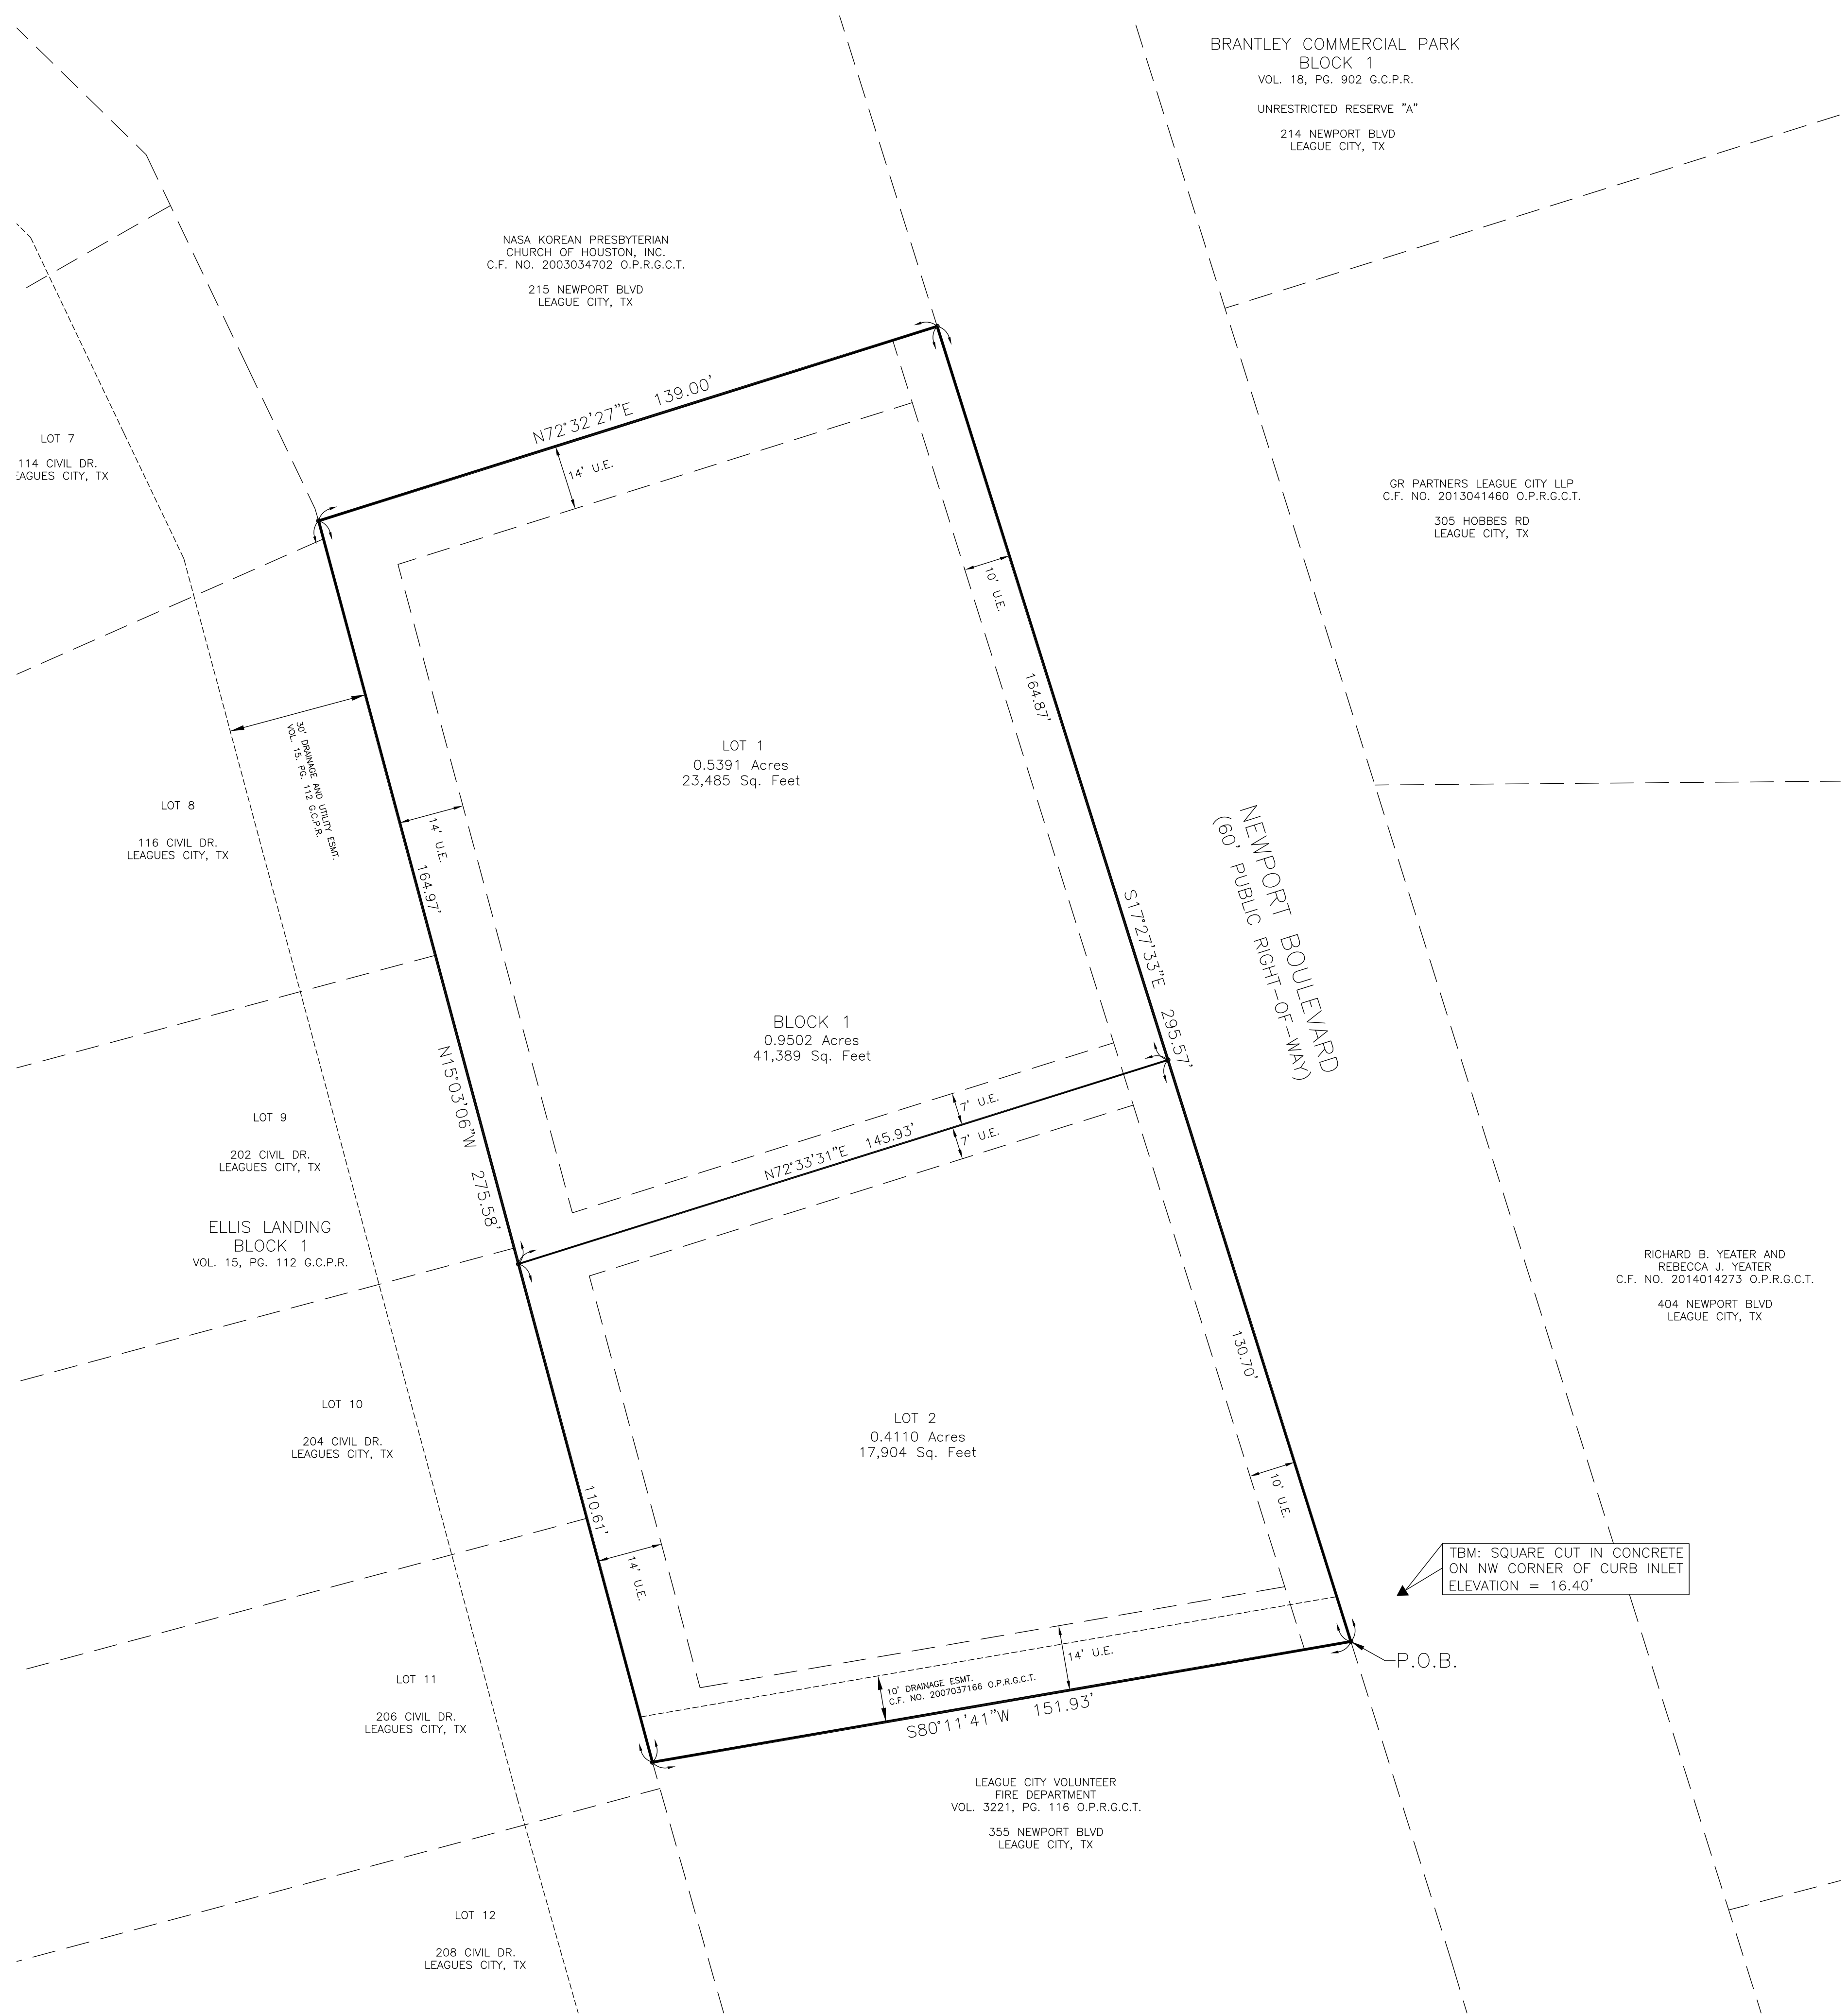 BRANTLEY COMMERCIAL PARK
BLOCK 1
VOL. 18, PG. 902 G.C.P.R.
UNRESTRICTED RESERVE "A"
214 NEWPORT BLVD
LEAGUE CITY, TX
NASA KOREAN PRESBYTERIAN
CHURCH OF HOUSTON, INC.
C.F. NO. 2003034702 O.P.R.G.C.T.
215 NEWPORT BLVD
LEAGUE CITY, TX
N72°32'27"E 139.00'
14' U.E.
LOT 7
114 CIVIL DR.
EAGUES CITY, TX
GR PARTNERS LEAGUE CITY LLP
C.F. NO. 2013041460 O.P.R.G.C.T.
305 HOBBES RD
LEAGUE CITY, TX
10' U.E.
164.87'
30' DRAINAGE AND UTILITY ESMT.
VOL. 15, PG. 112 G.C.P.R.
LOT 1
0.5391 Acres
23,485 Sq. Feet
LOT 8
116 CIVIL DR.
LEAGUES CITY, TX
14' U.E.
164.97'
NEWPORT BOULEVARD
(60' PUBLIC RIGHT-OF-WAY)
S17°27'33"E 295.57'
BLOCK 1
0.9502 Acres
41,389 Sq. Feet
N15°03'06"W 275.58'
7' U.E.
N72°33'31"E 145.93'
7' U.E.
LOT 9
202 CIVIL DR.
LEAGUES CITY, TX
ELLIS LANDING
BLOCK 1
VOL. 15, PG. 112 G.C.P.R.
RICHARD B. YEATER AND
REBECCA J. YEATER
C.F. NO. 2014014273 O.P.R.G.C.T.
404 NEWPORT BLVD
LEAGUE CITY, TX
130.70'
LOT 10
204 CIVIL DR.
LEAGUES CITY, TX
LOT 2
0.4110 Acres
17,904 Sq. Feet
10' U.E.
110.61'
14' U.E.
TBM: SQUARE CUT IN CONCRETE
ON NW CORNER OF CURB INLET
ELEVATION = 16.40'
P.O.B.
14' U.E.
10' DRAINAGE ESMT.
C.F. NO. 2007037166 O.P.R.G.C.T.
S80°11'41"W 151.93'
LOT 11
206 CIVIL DR.
LEAGUES CITY, TX
LEAGUE CITY VOLUNTEER
FIRE DEPARTMENT
VOL. 3221, PG. 116 O.P.R.G.C.T.
355 NEWPORT BLVD
LEAGUE CITY, TX
LOT 12
208 CIVIL DR.
LEAGUES CITY, TX